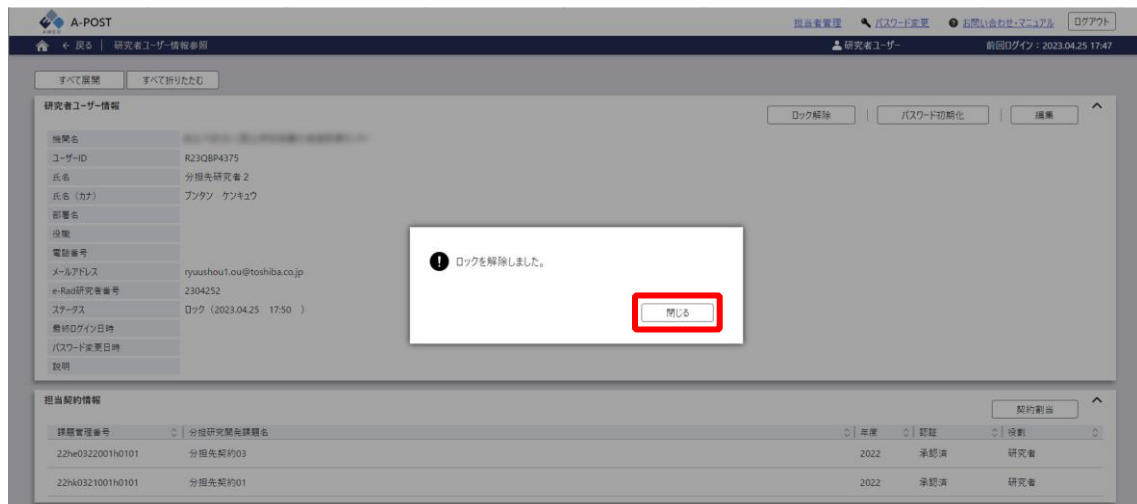 AMED A-POST 担当者管理 パスワード変更 お問い合わせ・マニュアル ログアウト
← 戻る | 研究者ユーザー情報参照 研究者ユーザー 前回ログイン：2023.04.25 17:47
すべて展開 すべて折りたたむ
研究者ユーザー情報 ロック解除 | パスワード初期化 | 編集
機関名
ユーザーID R23QBP4375
氏名 分担先研究者２
氏名（カナ） ブンタン　ケンキュウ
部署名
役職
電話番号
メールアドレス ryuushou1.ou@toshiba.co.jp
e-Rad研究者番号 2304252
ステータス ロック（2023.04.25　17:50　）
最終ログイン日時
パスワード変更日時
説明
ロックを解除しました。
閉じる
担当契約情報 契約割当
課題管理番号 分担研究開発課題名 年度 認証 役割
22he0322001h0101 分担先契約03 2022 承認済 研究者
22hk0321001h0101 分担先契約01 2022 承認済 研究者